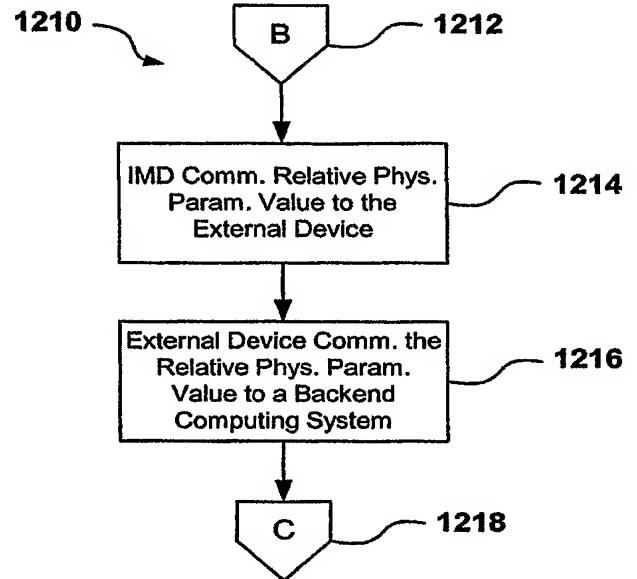 1210
B
1212
IMD Comm. Relative Phys.
Param. Value to the
External Device
1214
External Device Comm. the
Relative Phys. Param.
Value to a Backend
Computing System
1216
C
1218